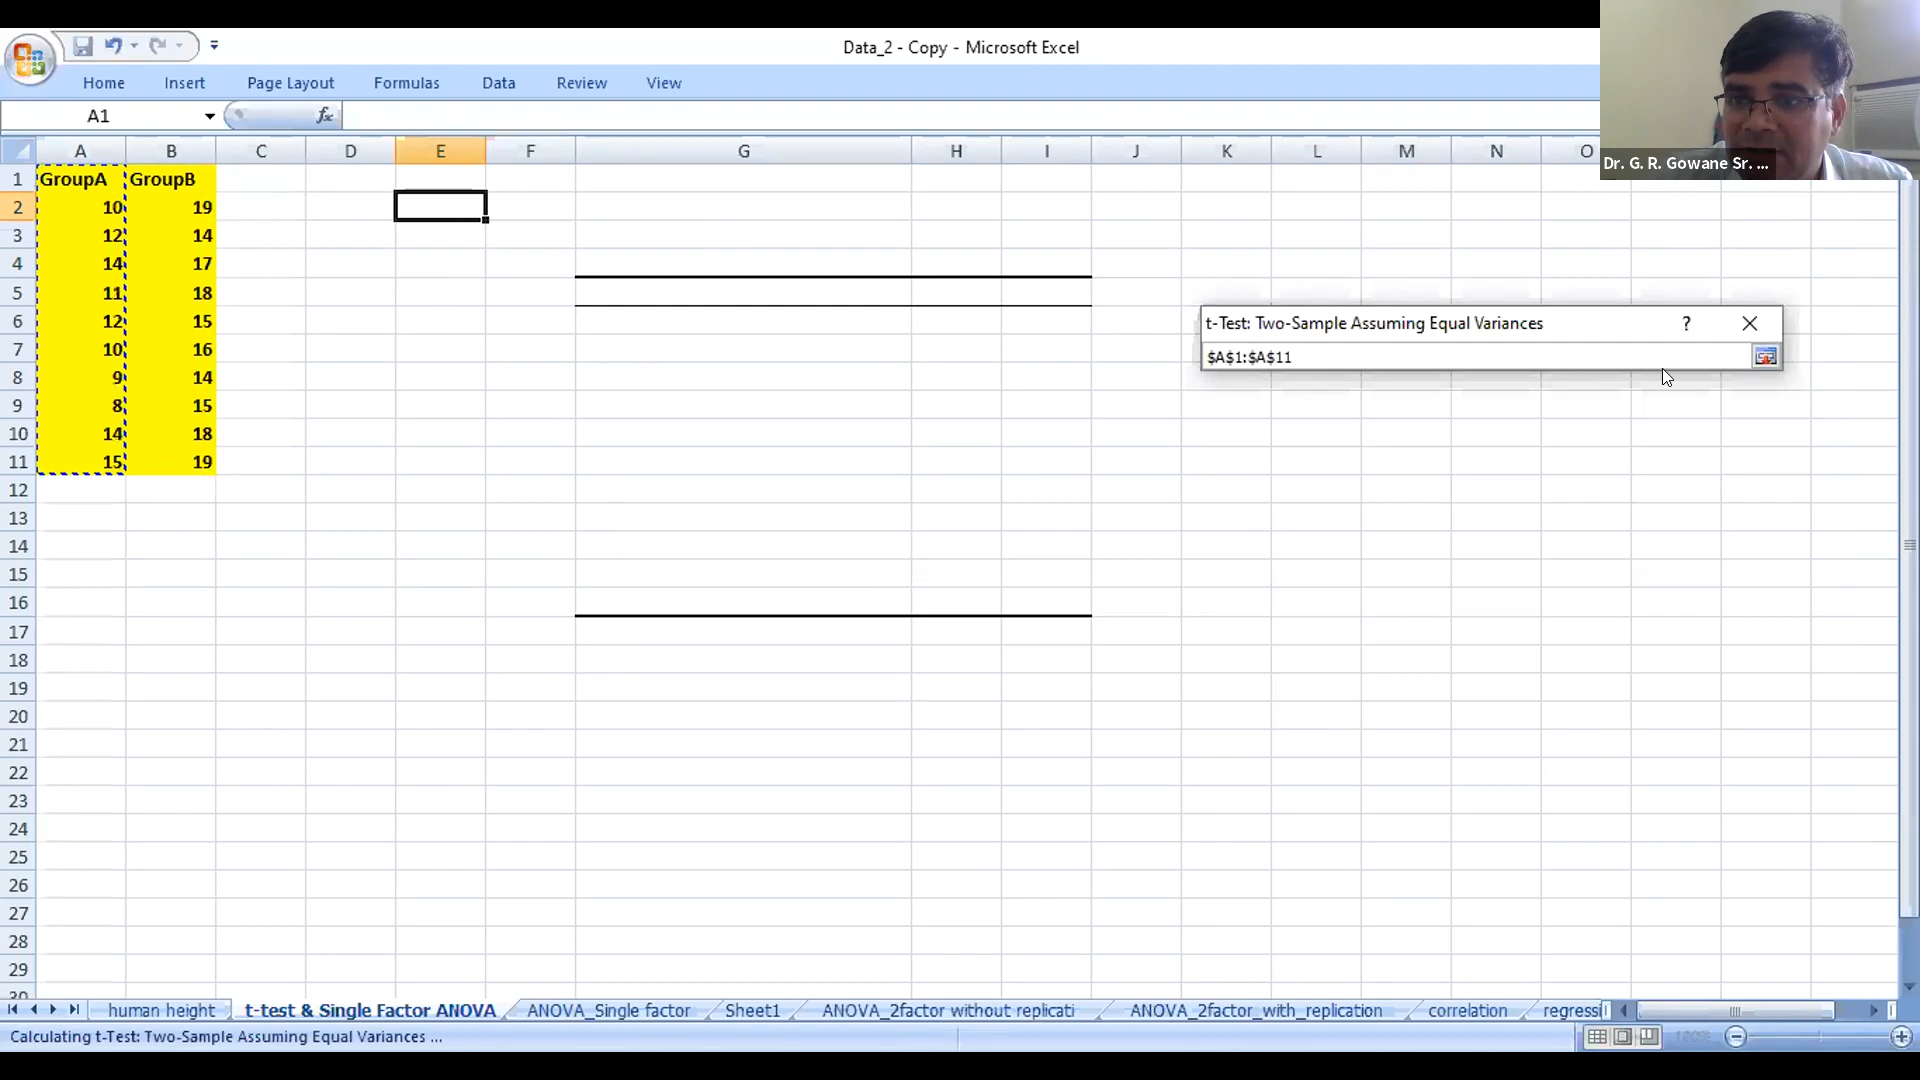 Data_2 - Copy - Microsoft Excel
Home Insert Page Layout Formulas Data Review View
A1 fx
Dr. G. R. Gowane Sr. ...
A B C D E F G H I J K L M N O
1 GroupA GroupB
2 10 19
3 12 14
4 14 17
5 11 18
6 12 15
7 10 16
8 9 14
9 8 15
10 14 18
11 15 19
12
13
14
15
16
17
18
19
20
21
22
23
24
25
26
27
28
29
30
t-Test: Two-Sample Assuming Equal Variances ?
$A$1:$A$11
human height t-test & Single Factor ANOVA ANOVA_Single factor Sheet1 ANOVA_2factor without replicati ANOVA_2factor_with_replication correlation regressi
Calculating t-Test: Two-Sample Assuming Equal Variances ... 100%